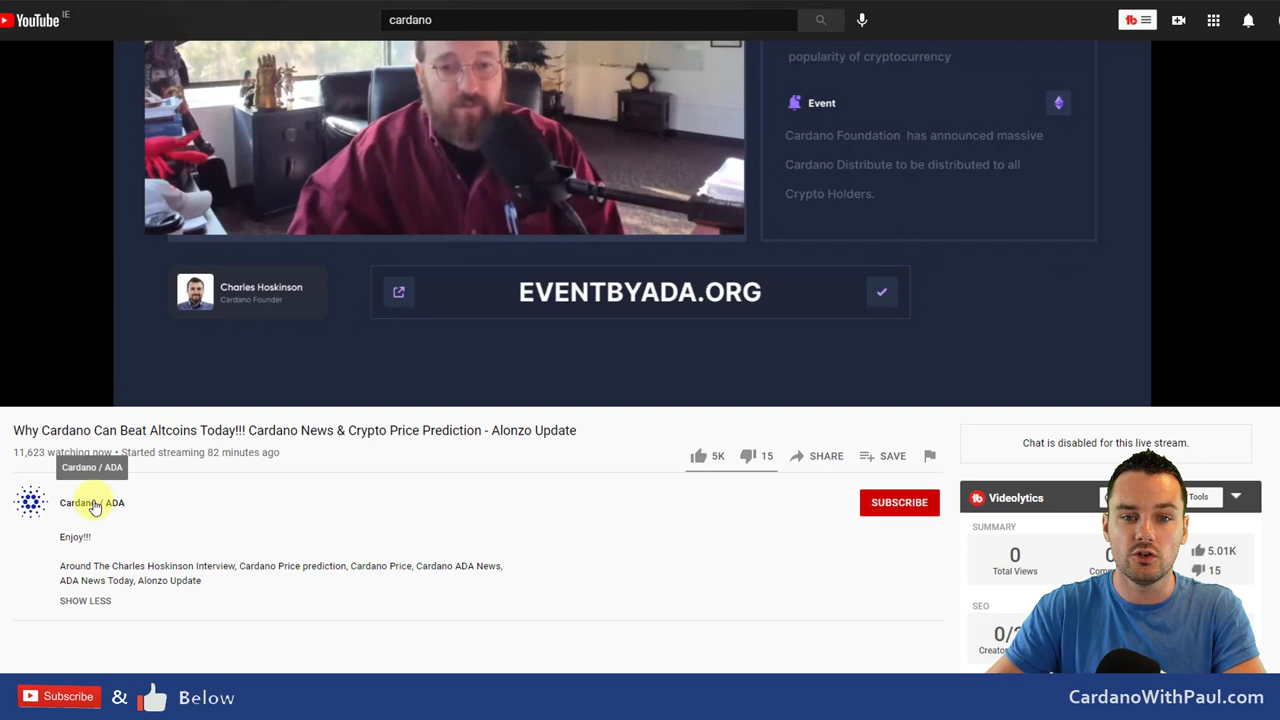 YouTube IE
cardano
popularity of cryptocurrency
Event
Cardano Foundation has announced massive
Cardano Distribute to be distributed to all
Crypto Holders.
Charles Hoskinson
Cardano Founder
EVENTBYADA.ORG
Why Cardano Can Beat Altcoins Today!!! Cardano News & Crypto Price Prediction - Alonzo Update
11,623 watching now • Started streaming 82 minutes ago
5K
15
SHARE
SAVE
Chat is disabled for this live stream.
Cardano / ADA
Cardano / ADA
SUBSCRIBE
Enjoy!!!
Around The Charles Hoskinson Interview, Cardano Price prediction, Cardano Price, Cardano ADA News,
ADA News Today, Alonzo Update
SHOW LESS
Videolytics
Tools
SUMMARY
0
Total Views
5.01K
15
SEO
Subscribe & Below
CardanoWithPaul.com